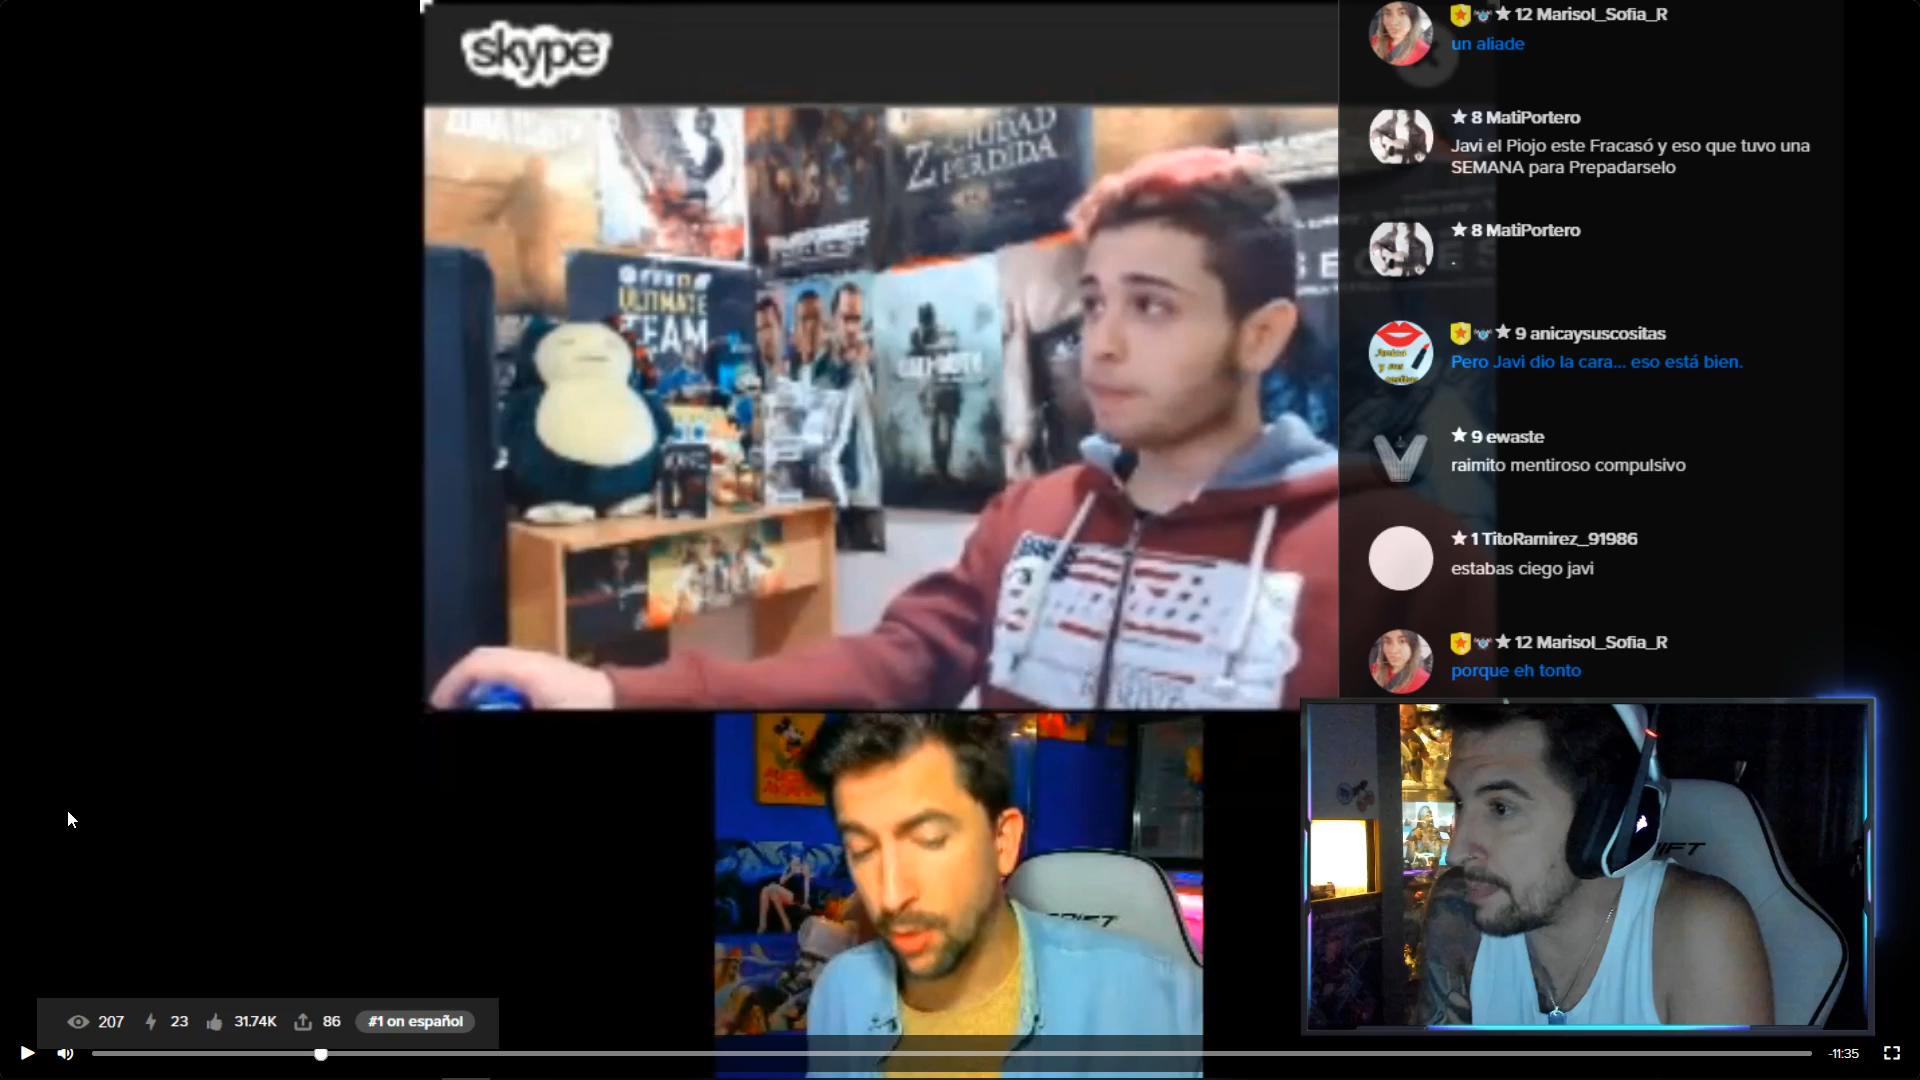 skype
Z LA CIUDAD
PERDIDA
ULTIMATE
TEAM
12 Marisol_Sofia_R
un aliade
8 MatiPortero
Javi el Piojo este Fracasó y eso que tuvo una
SEMANA para Prepadarselo
8 MatiPortero
.
9 anicaysuscositas
Pero Javi dio la cara... eso está bien.
9 ewaste
raimito mentiroso compulsivo
1 TitoRamirez_91986
estabas ciego javi
12 Marisol_Sofia_R
porque eh tonto
207 23 31.74K 86 #1 on español
-11:35